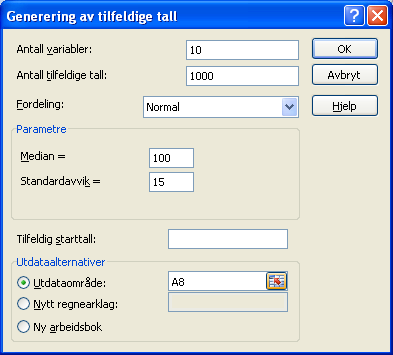 Generering av tilfeldige tall
Antall variabler: 10 OK
Antall tilfeldige tall: 1000 Avbryt
Fordeling: Normal Hjelp
Parametre
Median = 100
Standardavvik = 15
Tilfeldig starttall:
Utdataalternativer
Utdataområde: A8
Nytt regnearklag:
Ny arbeidsbok